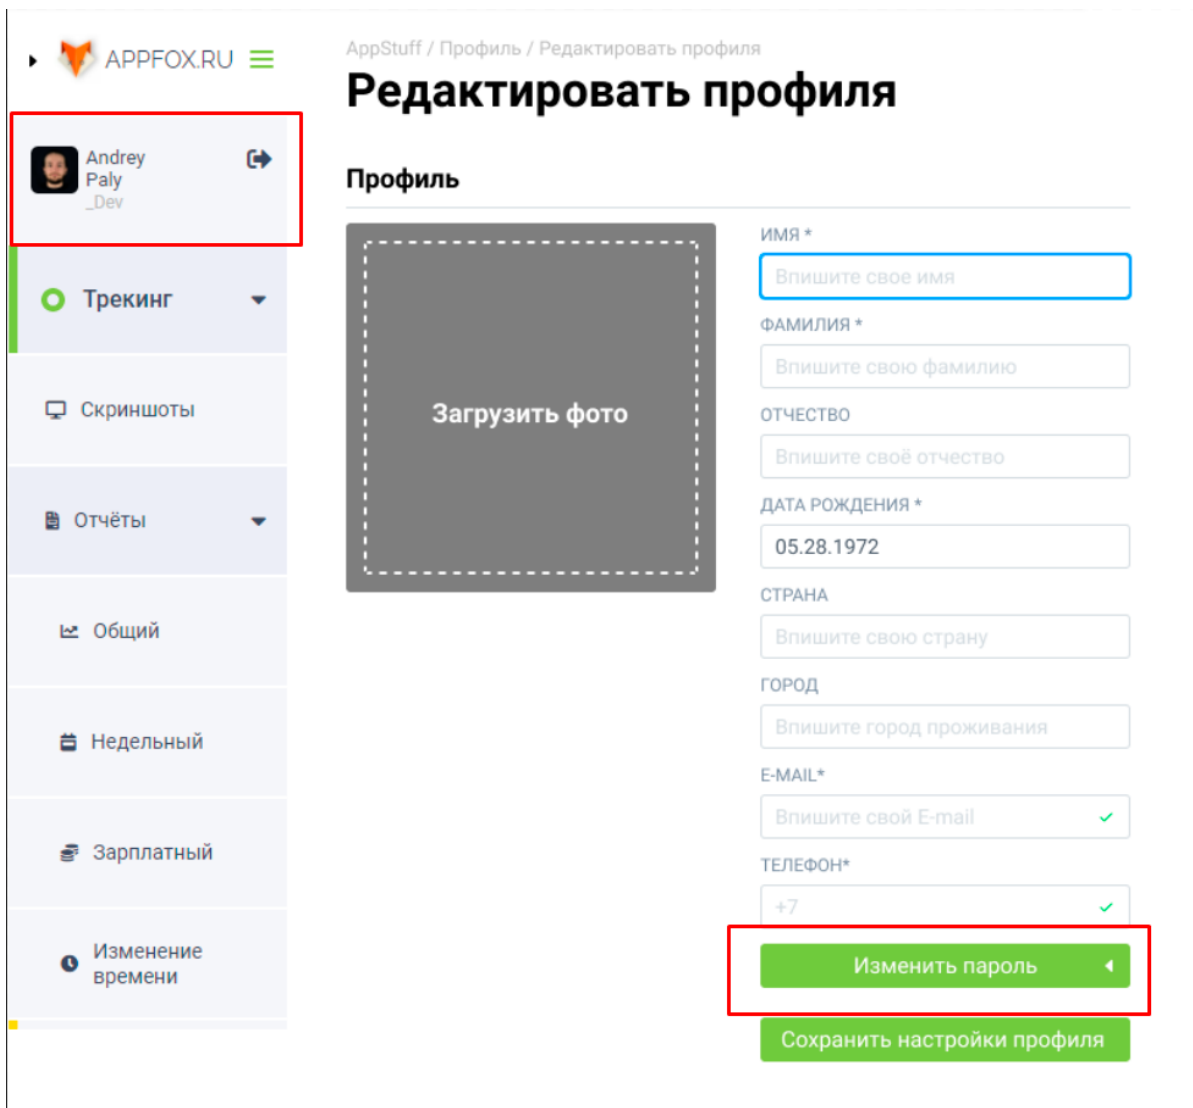 APPFOX.RU
Andrey
Paly
_Dev
Трекинг
Скриншоты
Отчёты
Общий
Недельный
Зарплатный
Изменение
времени
AppStuff / Профиль / Редактировать профиля
Редактировать профиля
Профиль
Загрузить фото
ИМЯ *
Впишите свое имя
ФАМИЛИЯ *
Впишите свою фамилию
ОТЧЕСТВО
Впишите своё отчество
ДАТА РОЖДЕНИЯ *
05.28.1972
СТРАНА
Впишите свою страну
ГОРОД
Впишите город проживания
E-MAIL*
Впишите свой E-mail
ТЕЛЕФОН*
+7
Изменить пароль
Сохранить настройки профиля